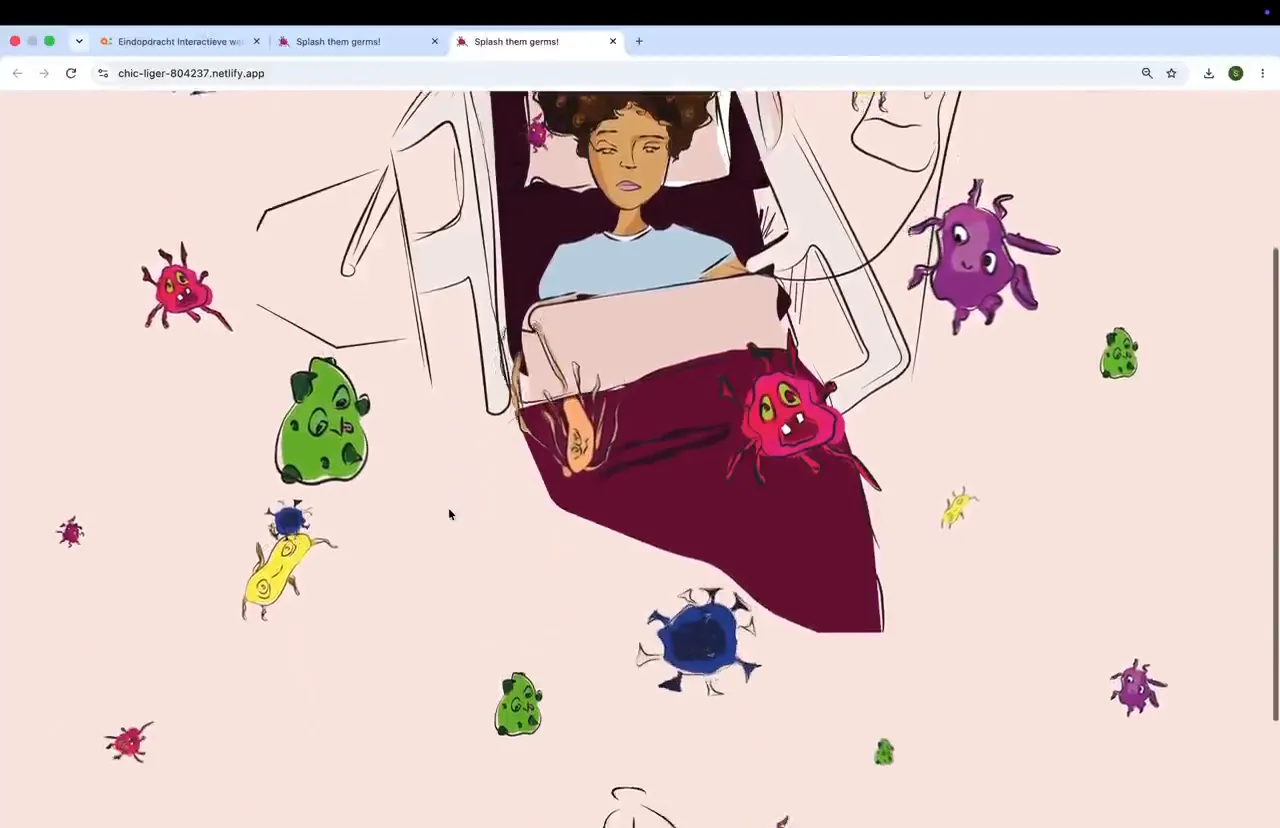 Eindopdracht Interactieve we
Splash them germs!
Splash them germs!
chic-liger-804237.netlify.app
S